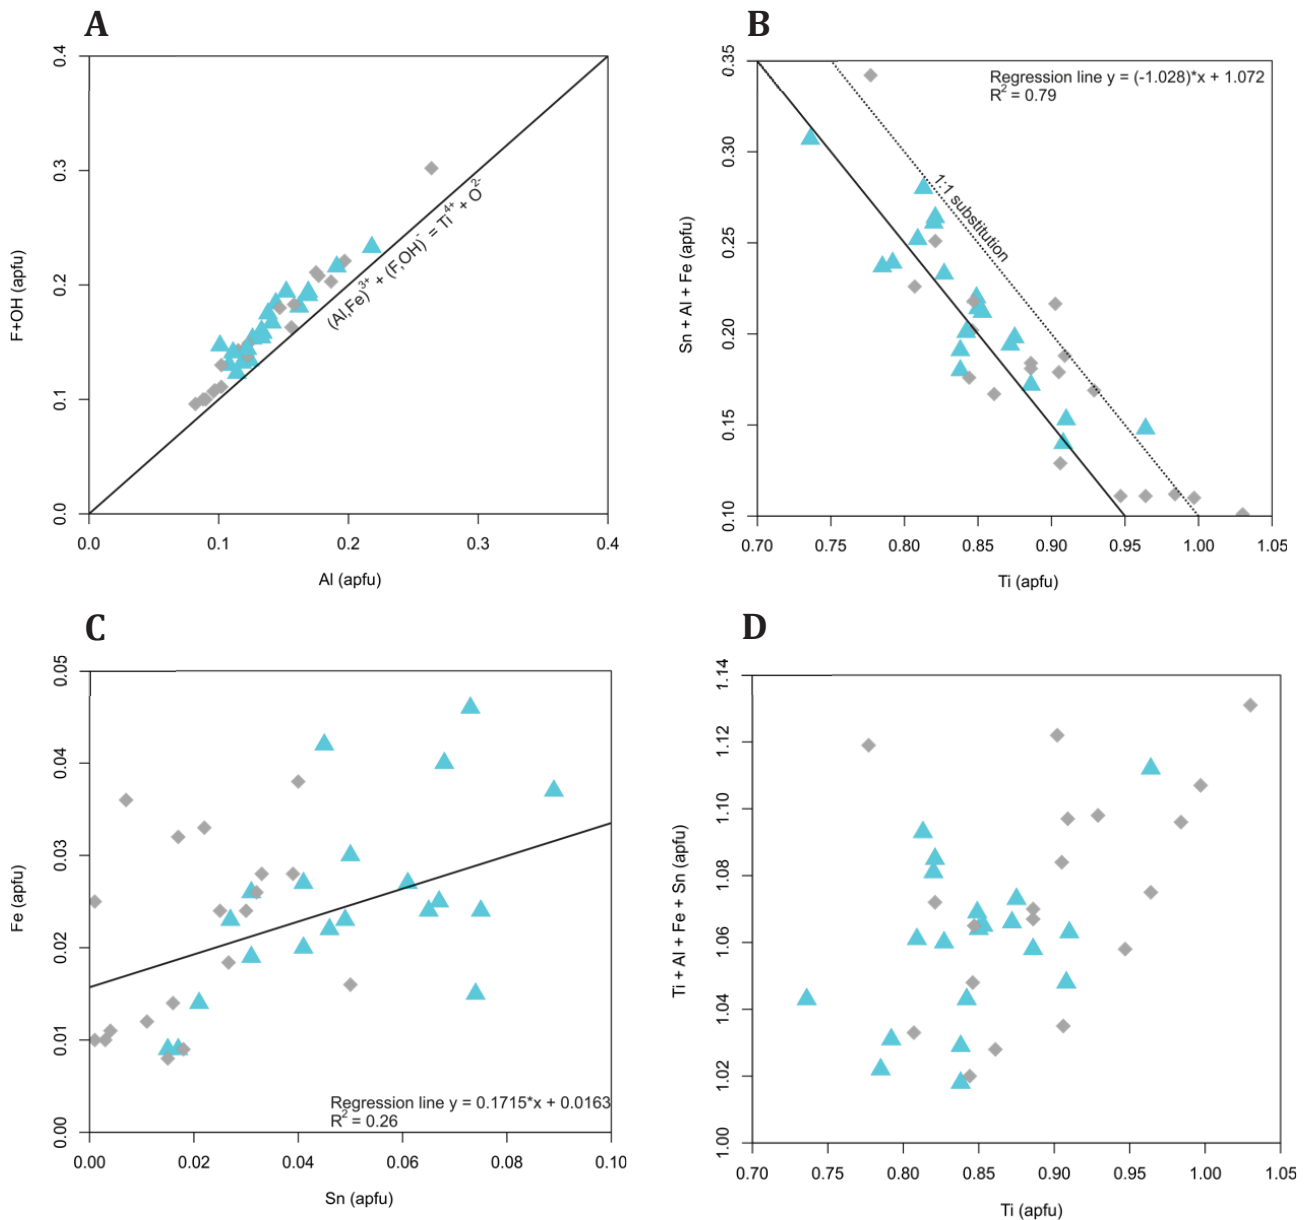 A
0.4
0.3
0.2
0.1
0.0
F+OH (apfu)
(Al,Fe)³⁺ + (F,OH)⁻ = Ti⁴⁺ + O²⁻
0.0 0.1 0.2 0.3 0.4
Al (apfu)
B
0.35
0.30
0.25
0.20
0.15
0.10
Sn + Al + Fe (apfu)
Regression line y = (-1.028)*x + 1.072
R² = 0.79
1:1 substitution
0.70 0.75 0.80 0.85 0.90 0.95 1.00 1.05
Ti (apfu)
C
0.05
0.04
0.03
0.02
0.01
0.00
Fe (apfu)
Regression line y = 0.1715*x + 0.0163
R² = 0.26
0.00 0.02 0.04 0.06 0.08 0.10
Sn (apfu)
D
1.14
1.12
1.10
1.08
1.06
1.04
1.02
1.00
Ti + Al + Fe + Sn (apfu)
0.70 0.75 0.80 0.85 0.90 0.95 1.00 1.05
Ti (apfu)